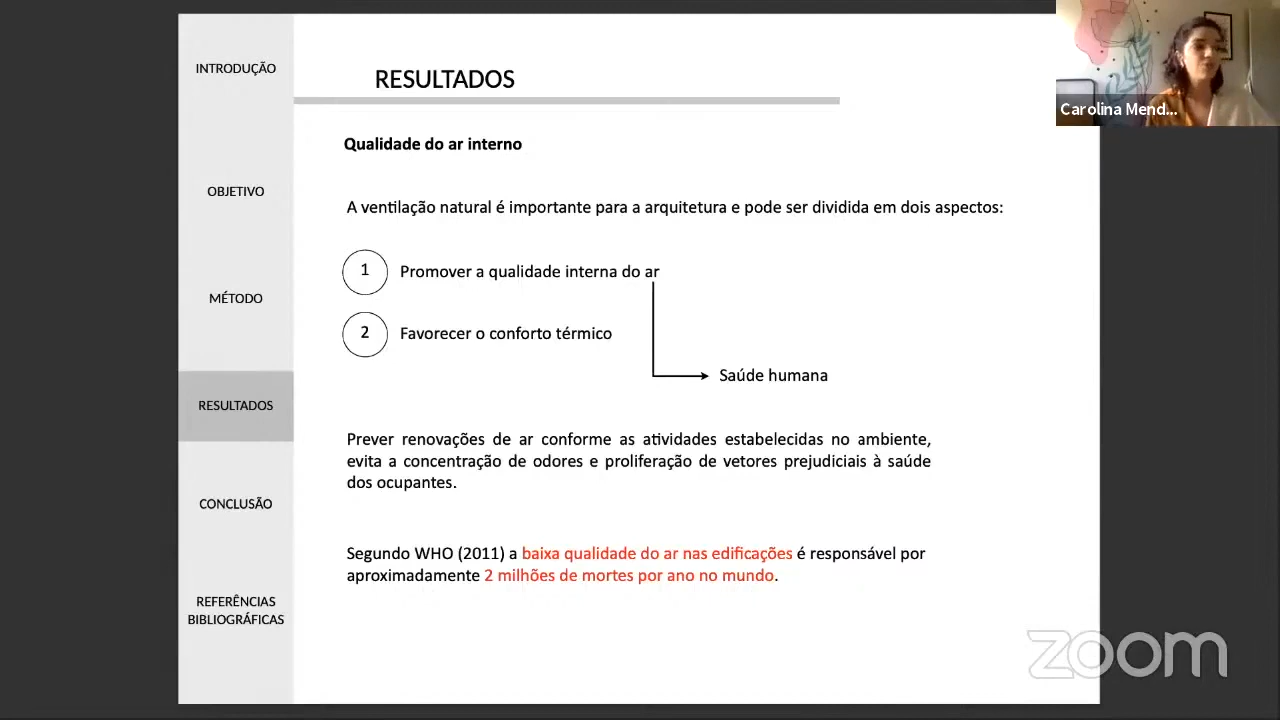 INTRODUÇÃO
OBJETIVO
MÉTODO
RESULTADOS
CONCLUSÃO
REFERÊNCIAS
BIBLIOGRÁFICAS
RESULTADOS
Qualidade do ar interno
A ventilação natural é importante para a arquitetura e pode ser dividida em dois aspectos:
1 Promover a qualidade interna do ar
2 Favorecer o conforto térmico
Saúde humana
Prever renovações de ar conforme as atividades estabelecidas no ambiente,
evita a concentração de odores e proliferação de vetores prejudiciais à saúde
dos ocupantes.
Segundo WHO (2011) a baixa qualidade do ar nas edificações é responsável por
aproximadamente 2 milhões de mortes por ano no mundo.
Carolina Mend...
zoom